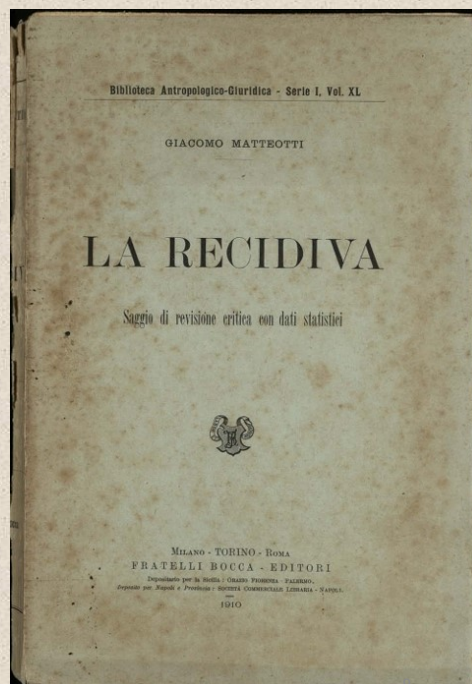 Biblioteca Antropologico-Giuridica - Serie I, Vol. XL
GIACOMO MATTEOTTI
LA RECIDIVA
Saggio di revisione critica con dati statistici
MILANO - TORINO - ROMA
FRATELLI BOCCA - EDITORI
Depositario per la Sicilia: ORAZIO FIORENZA - PALERMO.
Deposito per Napoli e Provincia: SOCIETÀ COMMERCIALE LIBRARIA - NAPOLI.
1910